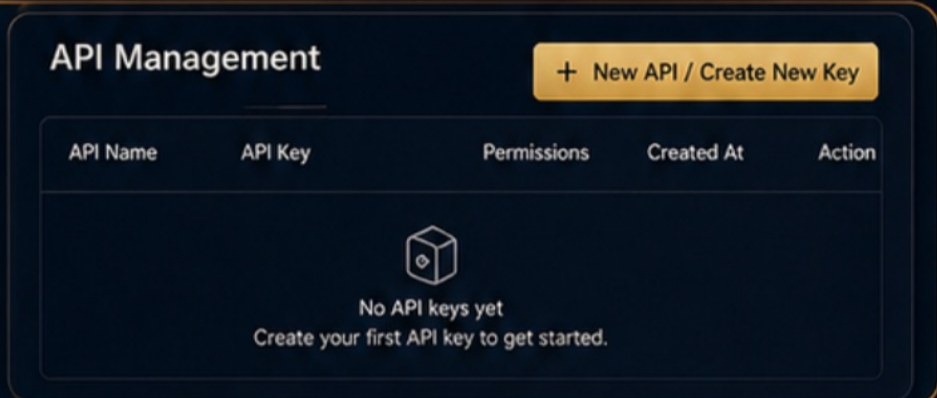 API Management
+ New API / Create New Key
API Name API Key Permissions Created At Action
No API keys yet
Create your first API key to get started.